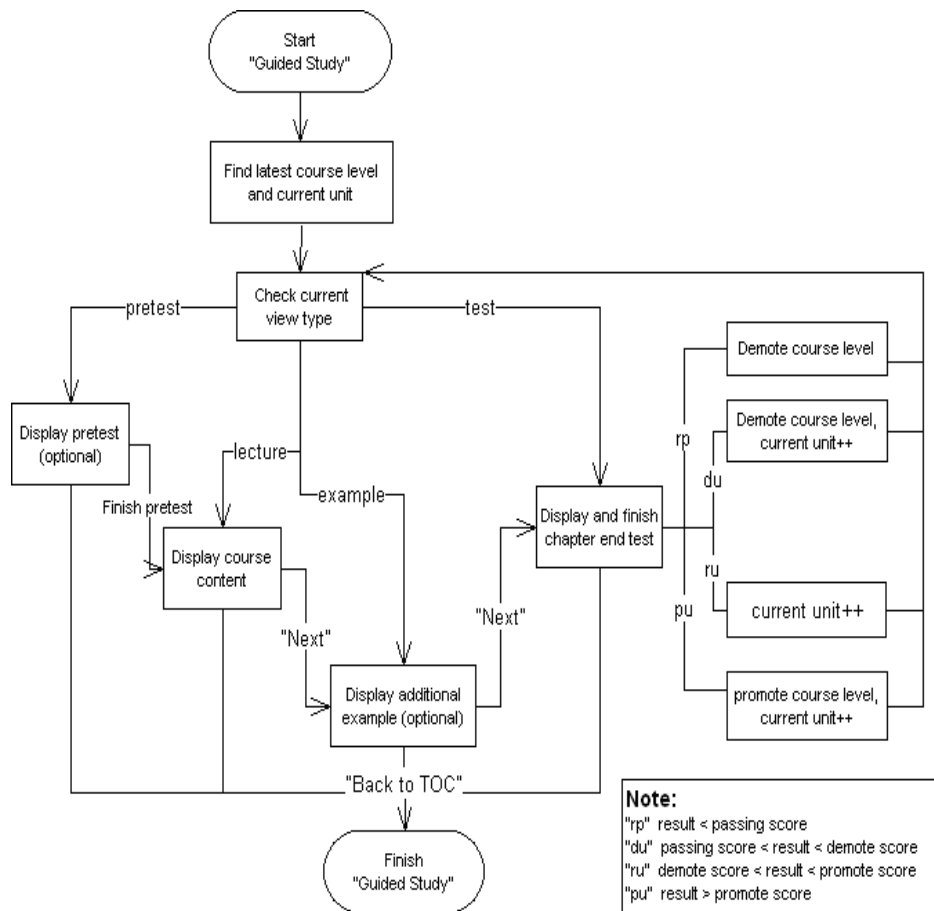 Start
"Guided Study"
Find latest course level
and current unit
Check current
view type
pretest
test
Demote course level
Display pretest
(optional)
Demote course level,
current unit++
rp
lecture
du
example
Finish pretest
Display and finish
chapter end test
Display course
content
ru
current unit++
"Next"
"Next"
pu
Display additional
example (optional)
promote course level,
current unit++
"Back to TOC"
Finish
"Guided Study"
Note:
"rp" result < passing score
"du" passing score < result < demote score
"ru" demote score < result < promote score
"pu" result > promote score